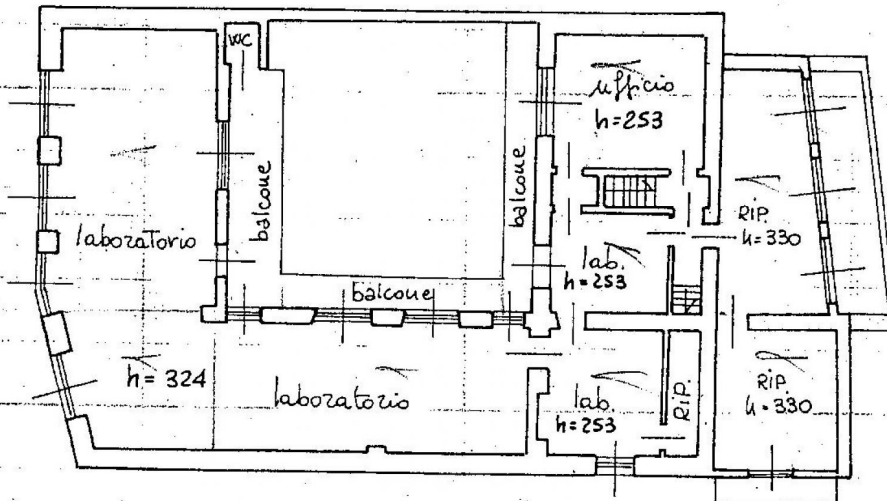 wc
ufficio
h=253
balcone
balcone
laboratorio
RIP.
h=330
lab.
h=253
balcone
h= 324
laboratorio
lab.
h=253
RIP.
RIP.
h=330